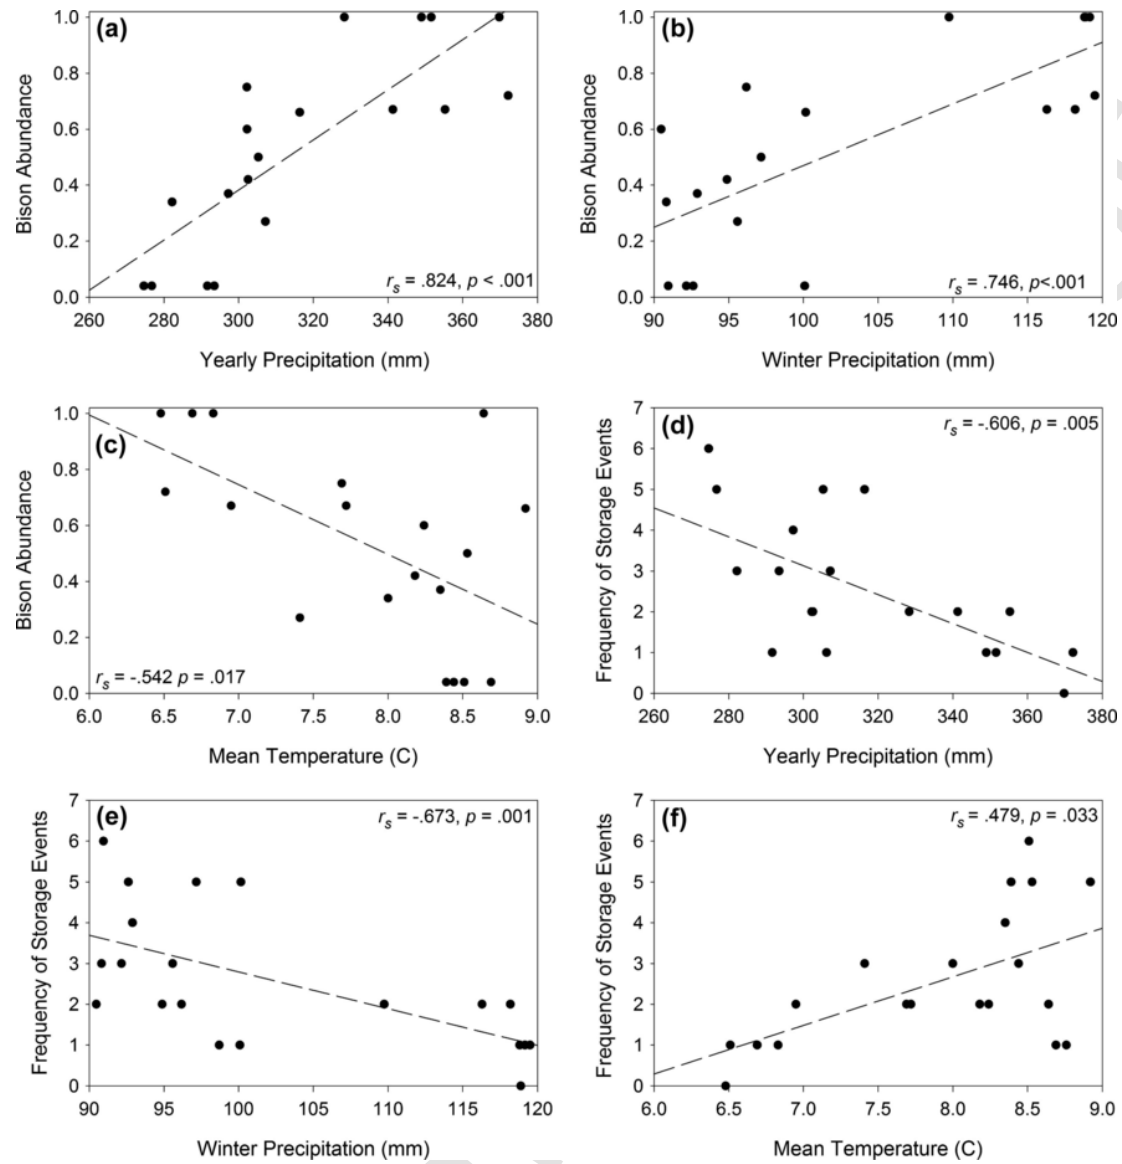 (a)
1.0
0.8
0.6
0.4
0.2
0.0
Bison Abundance
r_s = .824, p < .001
260 280 300 320 340 360 380
Yearly Precipitation (mm)
(b)
1.0
0.8
0.6
0.4
0.2
0.0
Bison Abundance
r_s = .746, p<.001
90 95 100 105 110 115 120
Winter Precipitation (mm)
(c)
1.0
0.8
0.6
0.4
0.2
0.0
Bison Abundance
r_s = -.542 p = .017
6.0 6.5 7.0 7.5 8.0 8.5 9.0
Mean Temperature (C)
(d)
r_s = -.606, p = .005
7
6
5
4
3
2
1
0
Frequency of Storage Events
260 280 300 320 340 360 380
Yearly Precipitation (mm)
(e)
r_s = -.673, p = .001
7
6
5
4
3
2
1
0
Frequency of Storage Events
90 95 100 105 110 115 120
Winter Precipitation (mm)
(f)
r_s = .479, p = .033
7
6
5
4
3
2
1
0
Frequency of Storage Events
6.0 6.5 7.0 7.5 8.0 8.5 9.0
Mean Temperature (C)